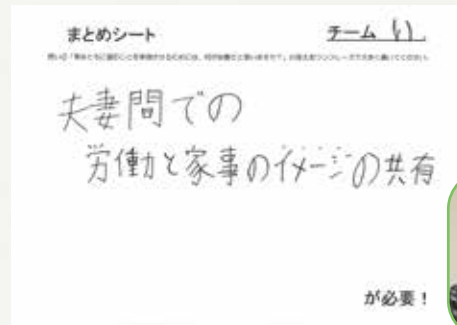 まとめシート
チーム い
夫妻間での
労働と家事のイメージの共有
が必要！